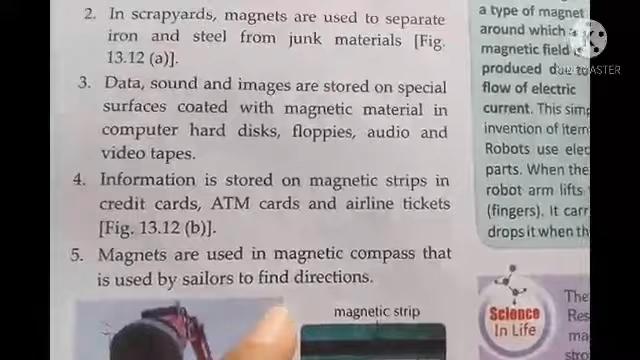 2. In scrapyards, magnets are used to separate
iron and steel from junk materials [Fig.
13.12 (a)].
3. Data, sound and images are stored on special
surfaces coated with magnetic material in
computer hard disks, floppies, audio and
video tapes.
4. Information is stored on magnetic strips in
credit cards, ATM cards and airline tickets
[Fig. 13.12 (b)].
5. Magnets are used in magnetic compass that
is used by sailors to find directions.
magnetic strip
a type of magnet
around which a
magnetic field is
produced due to
flow of electric
current. This sim
invention of item
Robots use elec
parts. When the
robot arm lifts
(fingers). It carr
drops it when th
Science
In Life
The
Res
ma
stro